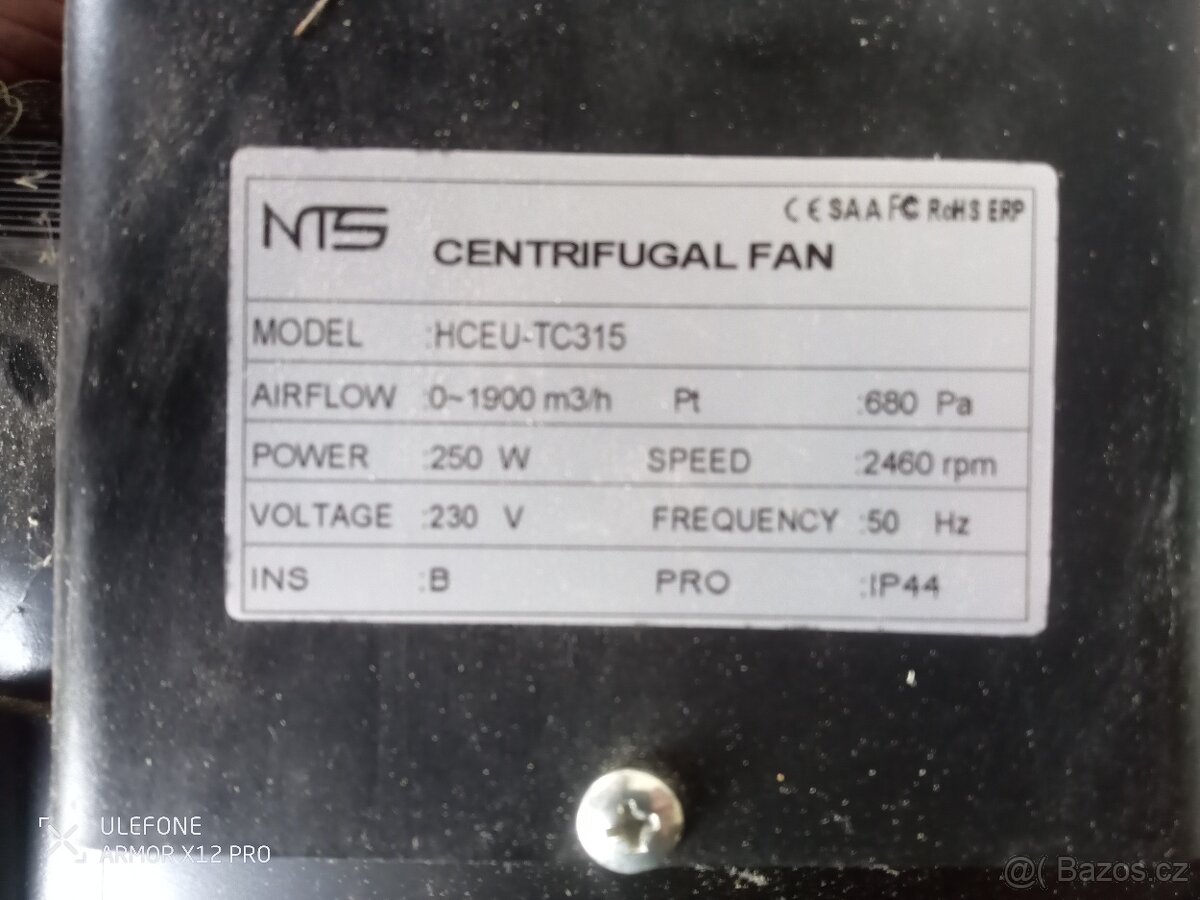 NTS
CE SAA FC RoHS ERP
CENTRIFUGAL FAN
MODEL :HCEU-TC315
AIRFLOW :0~1900 m3/h Pt :680 Pa
POWER :250 W SPEED :2460 rpm
VOLTAGE :230 V FREQUENCY :50 Hz
INS :B PRO :IP44
ULEFONE
ARMOR X12 PRO
@( Bazos.cz